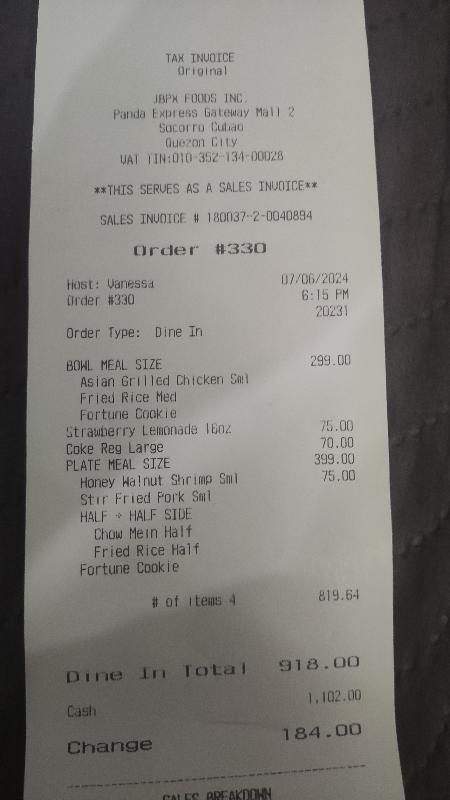 TAX INVOICE
Original
JBPX FOODS INC.
Panda Express Gateway Mall 2
Socorro Cubao
Quezon City
VAT TIN:010-352-134-00028
**THIS SERVES AS A SALES INVOICE**
SALES INVOICE # 180037-2-0040894
Order #330
Host: Vanessa 07/06/2024
Order #330 6:15 PM
20231
Order Type: Dine In
BOWL MEAL SIZE 299.00
Asian Grilled Chicken Sml
Fried Rice Med
Fortune Cookie
Strawberry Lemonade 16oz 75.00
Coke Reg Large 70.00
PLATE MEAL SIZE 399.00
Honey Walnut Shrimp Sml 75.00
Stir Fried Pork Sml
HALF + HALF SIDE
Chow Mein Half
Fried Rice Half
Fortune Cookie
# of items 4 819.64
Dine In Total 918.00
Cash 1,102.00
Change 184.00
SALES BREAKDOWN